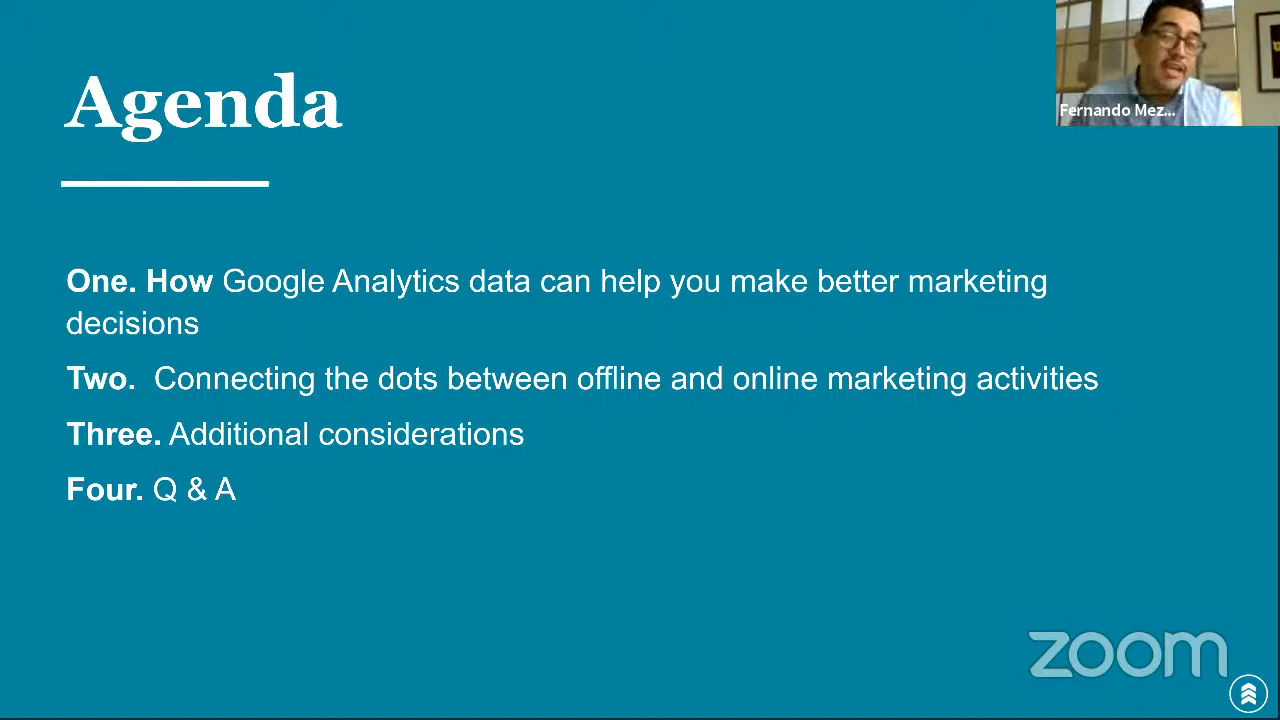 Agenda
Fernando Mez...
One. How Google Analytics data can help you make better marketing
decisions
Two.  Connecting the dots between offline and online marketing activities
Three. Additional considerations
Four. Q & A
zoom